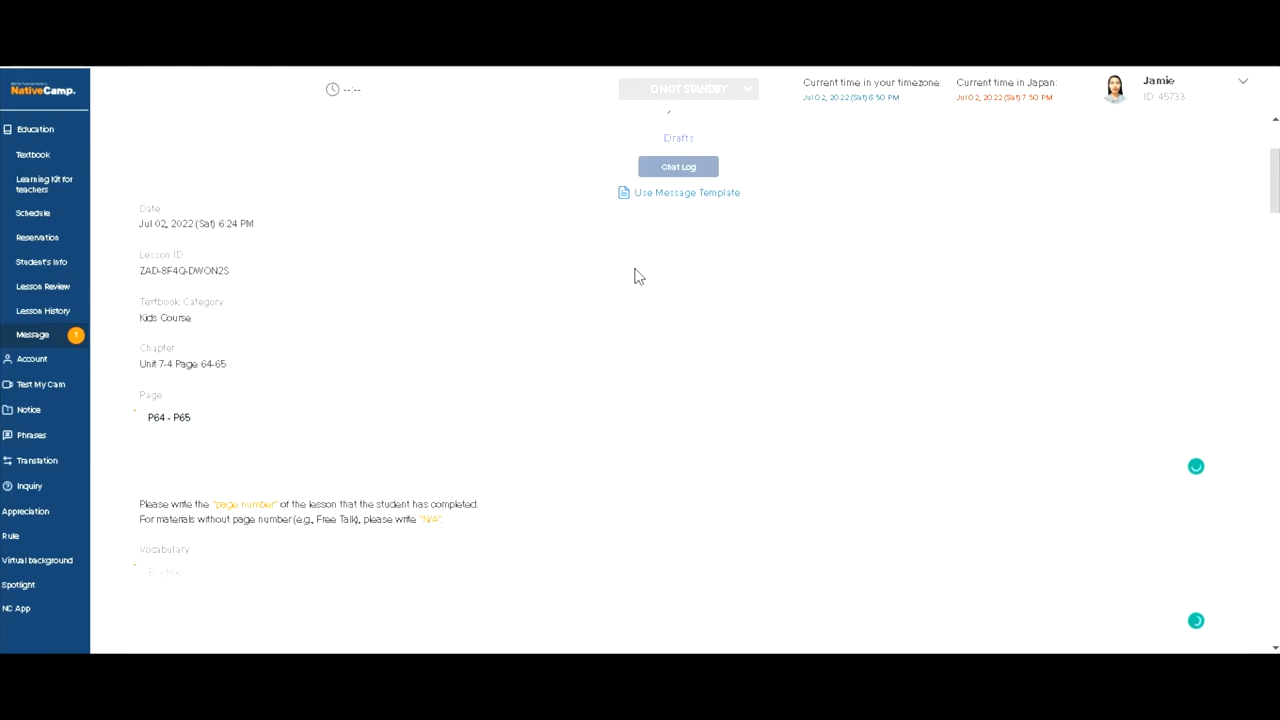 NativeCamp.
--:--
O NOT STANDBY
Current time in your timezone:
Jul 02, 2022 (Sat) 6:50 PM
Current time in Japan:
Jul 02, 2022 (Sat) 7:50 PM
Jamie
ID: 45733
Education
Textbook
Learning Kit for
teachers
Schedule
Reservation
Student's Info
Lesson Review
Lesson History
Message
1
Account
Test My Cam
Notice
Phrases
Translation
Inquiry
Appreciation
Rule
Virtual background
Spotlight
NC App
Drafts
Chat Log
Use Message Template
Date
Jul 02, 2022 (Sat) 6:24 PM
Lesson ID
ZAD-8F4Q-DWON2S
Textbook Category
Kids Course
Chapter
Unit 7-4 Page 64-65
Page
P64 - P65
Please write the "page number" of the lesson that the student has completed.
For materials without page number (e.g., Free Talk), please write "N/A".
Vocabulary